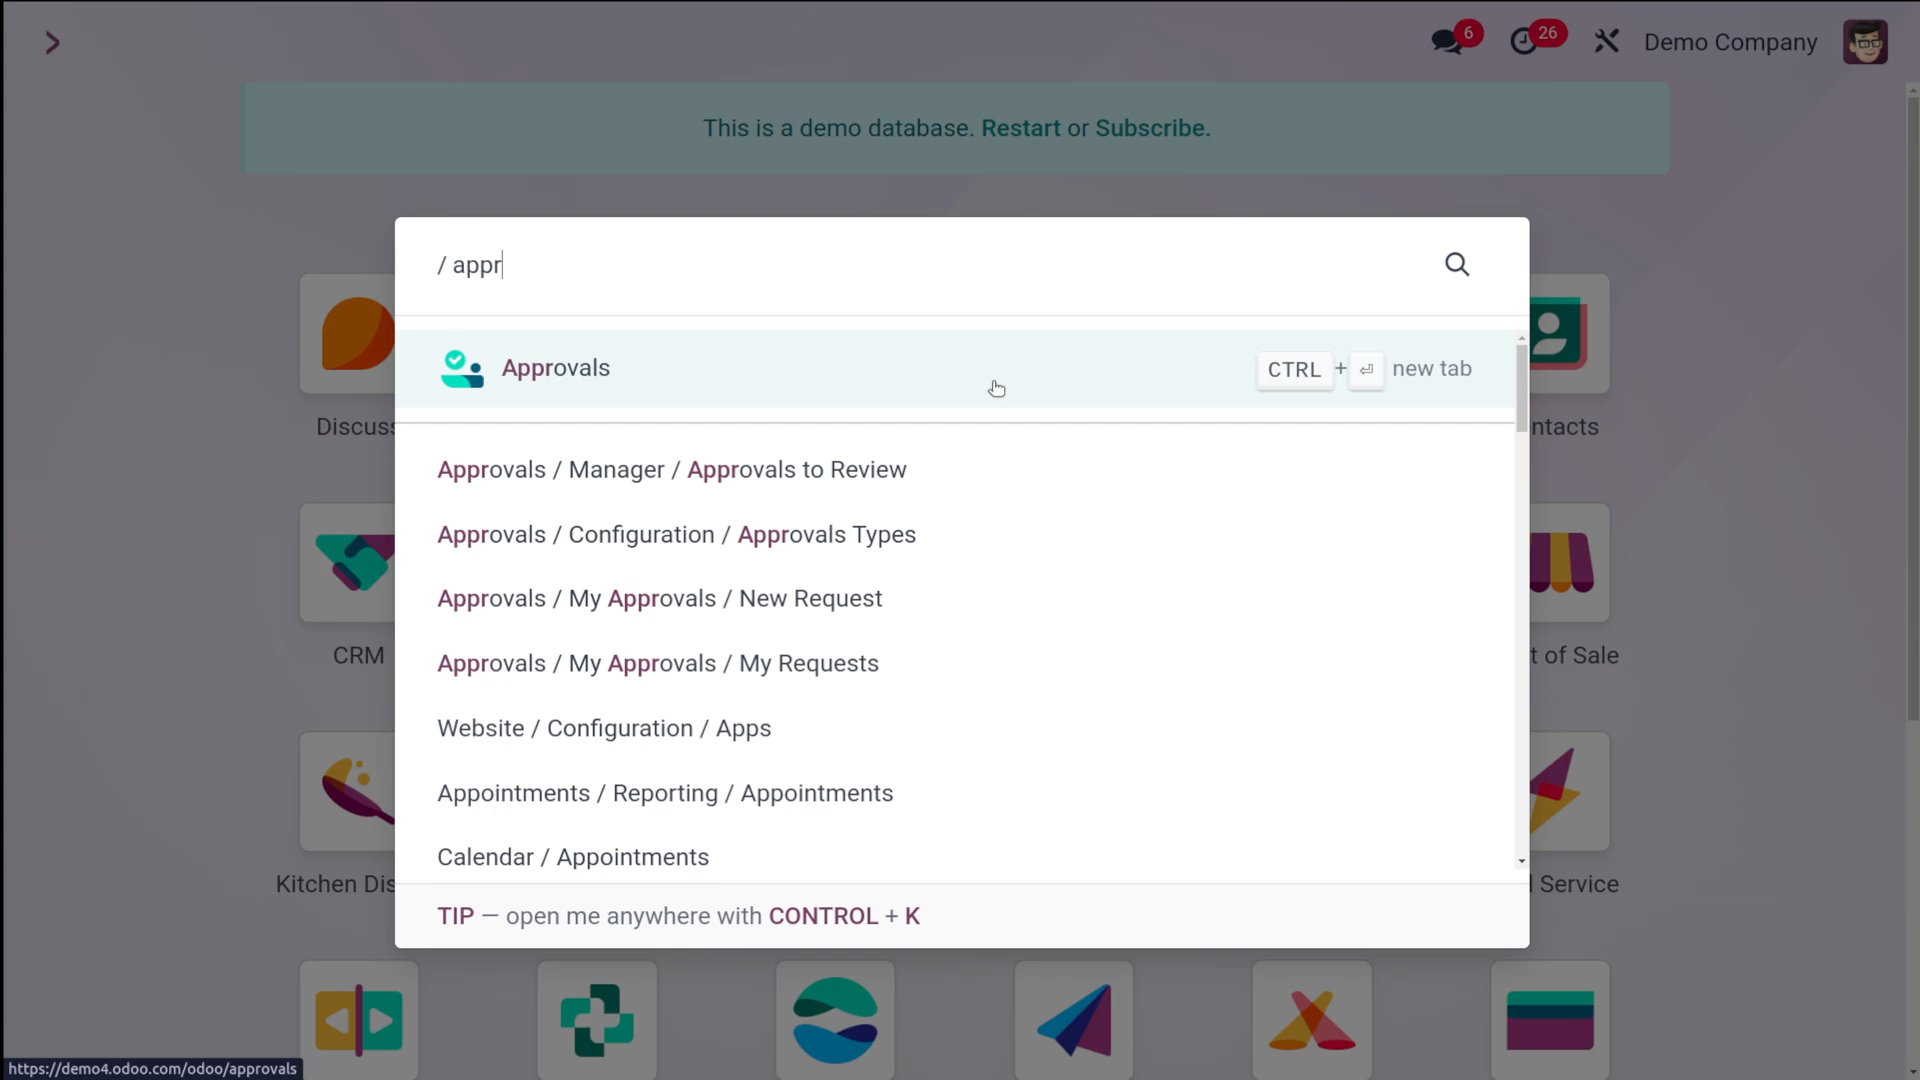 6
26
Demo Company
This is a demo database. Restart or Subscribe.
/ appr
Approvals
CTRL + new tab
Approvals / Manager / Approvals to Review
Approvals / Configuration / Approvals Types
Approvals / My Approvals / New Request
Approvals / My Approvals / My Requests
Website / Configuration / Apps
Appointments / Reporting / Appointments
Calendar / Appointments
TIP — open me anywhere with CONTROL + K
Discuss
ntacts
CRM
t of Sale
Kitchen Dis
Service
https://demo4.odoo.com/odoo/approvals